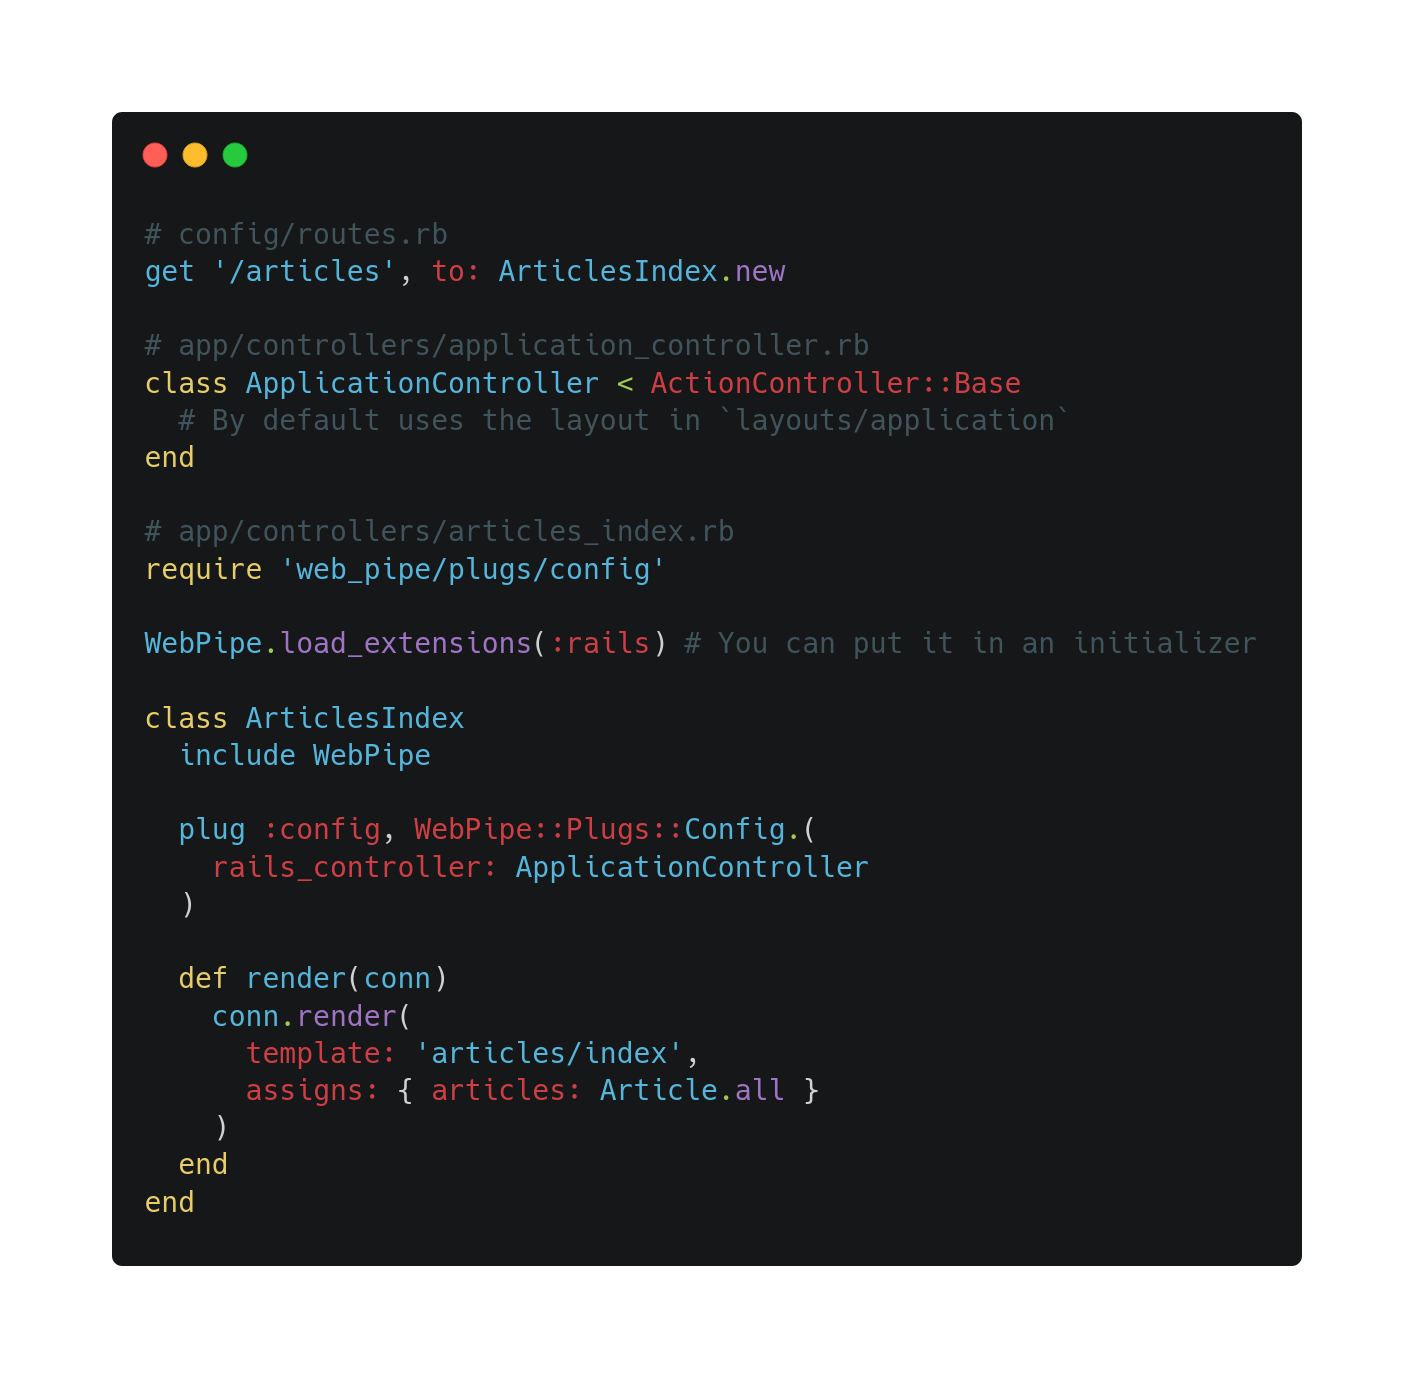 # config/routes.rb
get '/articles', to: ArticlesIndex.new

# app/controllers/application_controller.rb
class ApplicationController < ActionController::Base
  # By default uses the layout in `layouts/application`
end

# app/controllers/articles_index.rb
require 'web_pipe/plugs/config'

WebPipe.load_extensions(:rails) # You can put it in an initializer

class ArticlesIndex
  include WebPipe

  plug :config, WebPipe::Plugs::Config.(
    rails_controller: ApplicationController
  )

  def render(conn)
    conn.render(
      template: 'articles/index',
      assigns: { articles: Article.all }
    )
  end
end